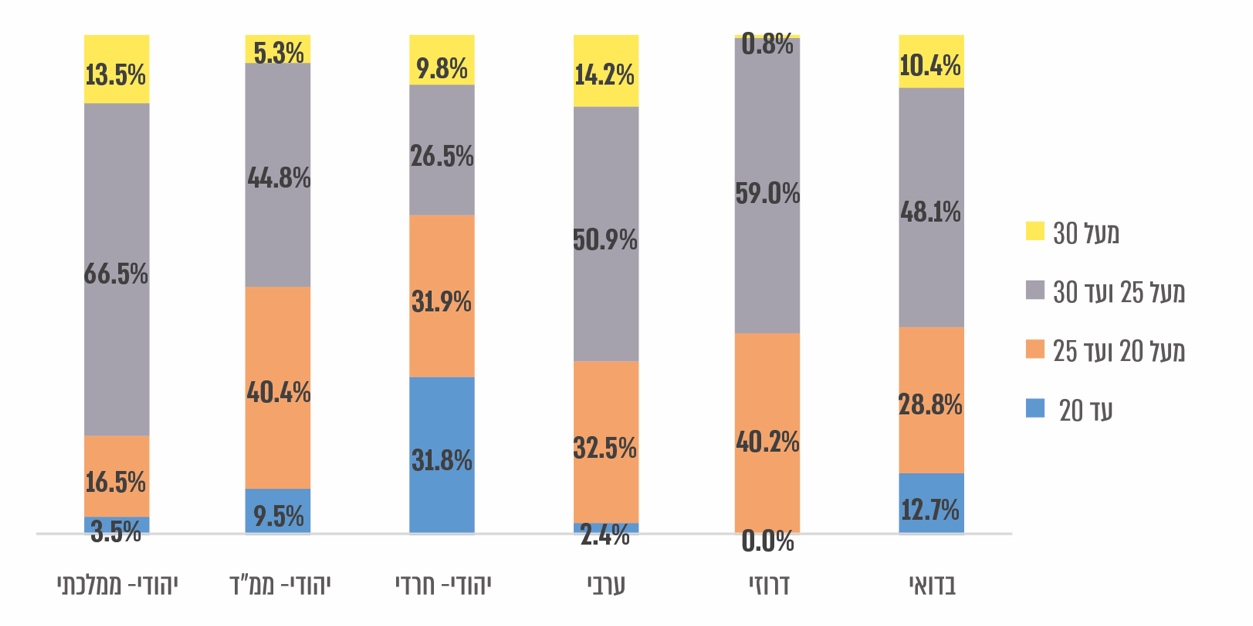 13.5%
5.3%
9.8%
14.2%
0.8%
10.4%
66.5%
44.8%
26.5%
50.9%
59.0%
48.1%
16.5%
40.4%
31.9%
32.5%
40.2%
28.8%
3.5%
9.5%
31.8%
2.4%
0.0%
12.7%
יהודי- ממלכתי
יהודי- ממ"ד
יהודי- חרדי
ערבי
דרוזי
בדואי
מעל 30
מעל 25 ועד 30
מעל 20 ועד 25
עד 20